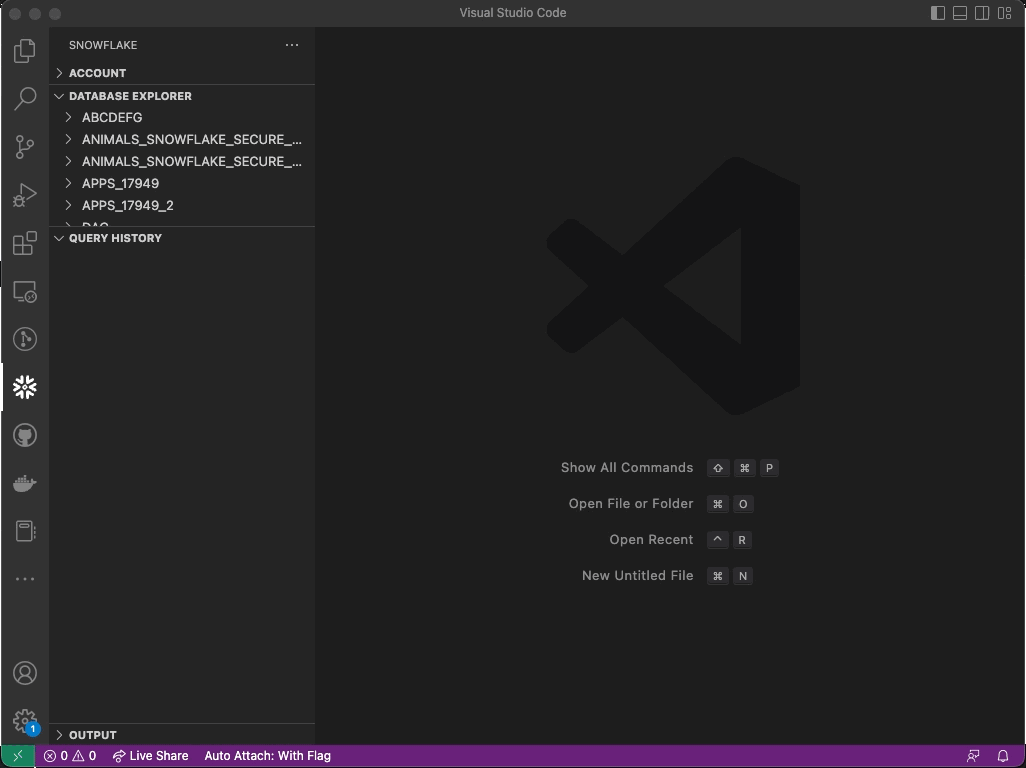 Visual Studio Code
SNOWFLAKE
ACCOUNT
DATABASE EXPLORER
ABCDEFG
ANIMALS_SNOWFLAKE_SECURE_...
ANIMALS_SNOWFLAKE_SECURE_...
APPS_17949
APPS_17949_2
QUERY HISTORY
Show All Commands ⇧ ⌘ P
Open File or Folder ⌘ O
Open Recent ^ R
New Untitled File ⌘ N
1
OUTPUT
0 0 Live Share Auto Attach: With Flag